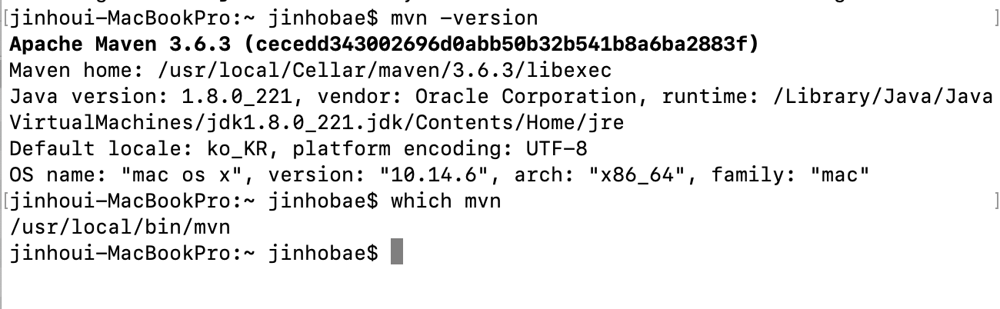 [jinhoui-MacBookPro:~ jinhobae$ mvn -version ]
Apache Maven 3.6.3 (cecedd343002696d0abb50b32b541b8a6ba2883f)
Maven home: /usr/local/Cellar/maven/3.6.3/libexec
Java version: 1.8.0_221, vendor: Oracle Corporation, runtime: /Library/Java/Java
VirtualMachines/jdk1.8.0_221.jdk/Contents/Home/jre
Default locale: ko_KR, platform encoding: UTF-8
OS name: "mac os x", version: "10.14.6", arch: "x86_64", family: "mac"
[jinhoui-MacBookPro:~ jinhobae$ which mvn ]
/usr/local/bin/mvn
jinhoui-MacBookPro:~ jinhobae$